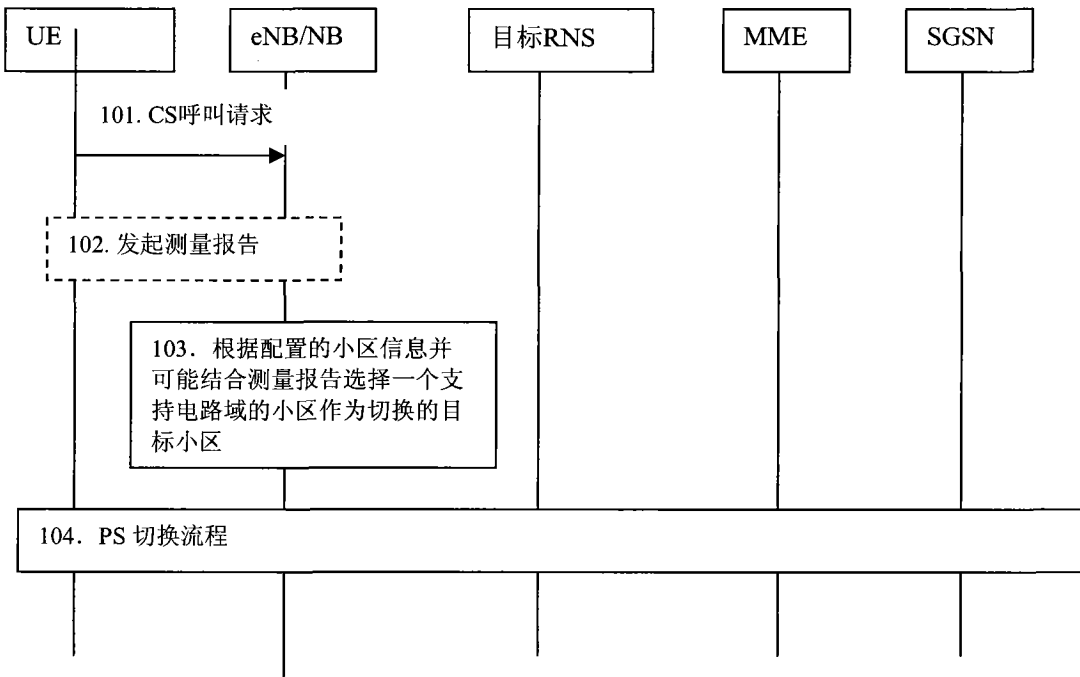 UE
eNB/NB
目标RNS
MME
SGSN
101. CS呼叫请求
102. 发起测量报告
103．根据配置的小区信息并
可能结合测量报告选择一个支
持电路域的小区作为切换的目
标小区
104．PS 切换流程